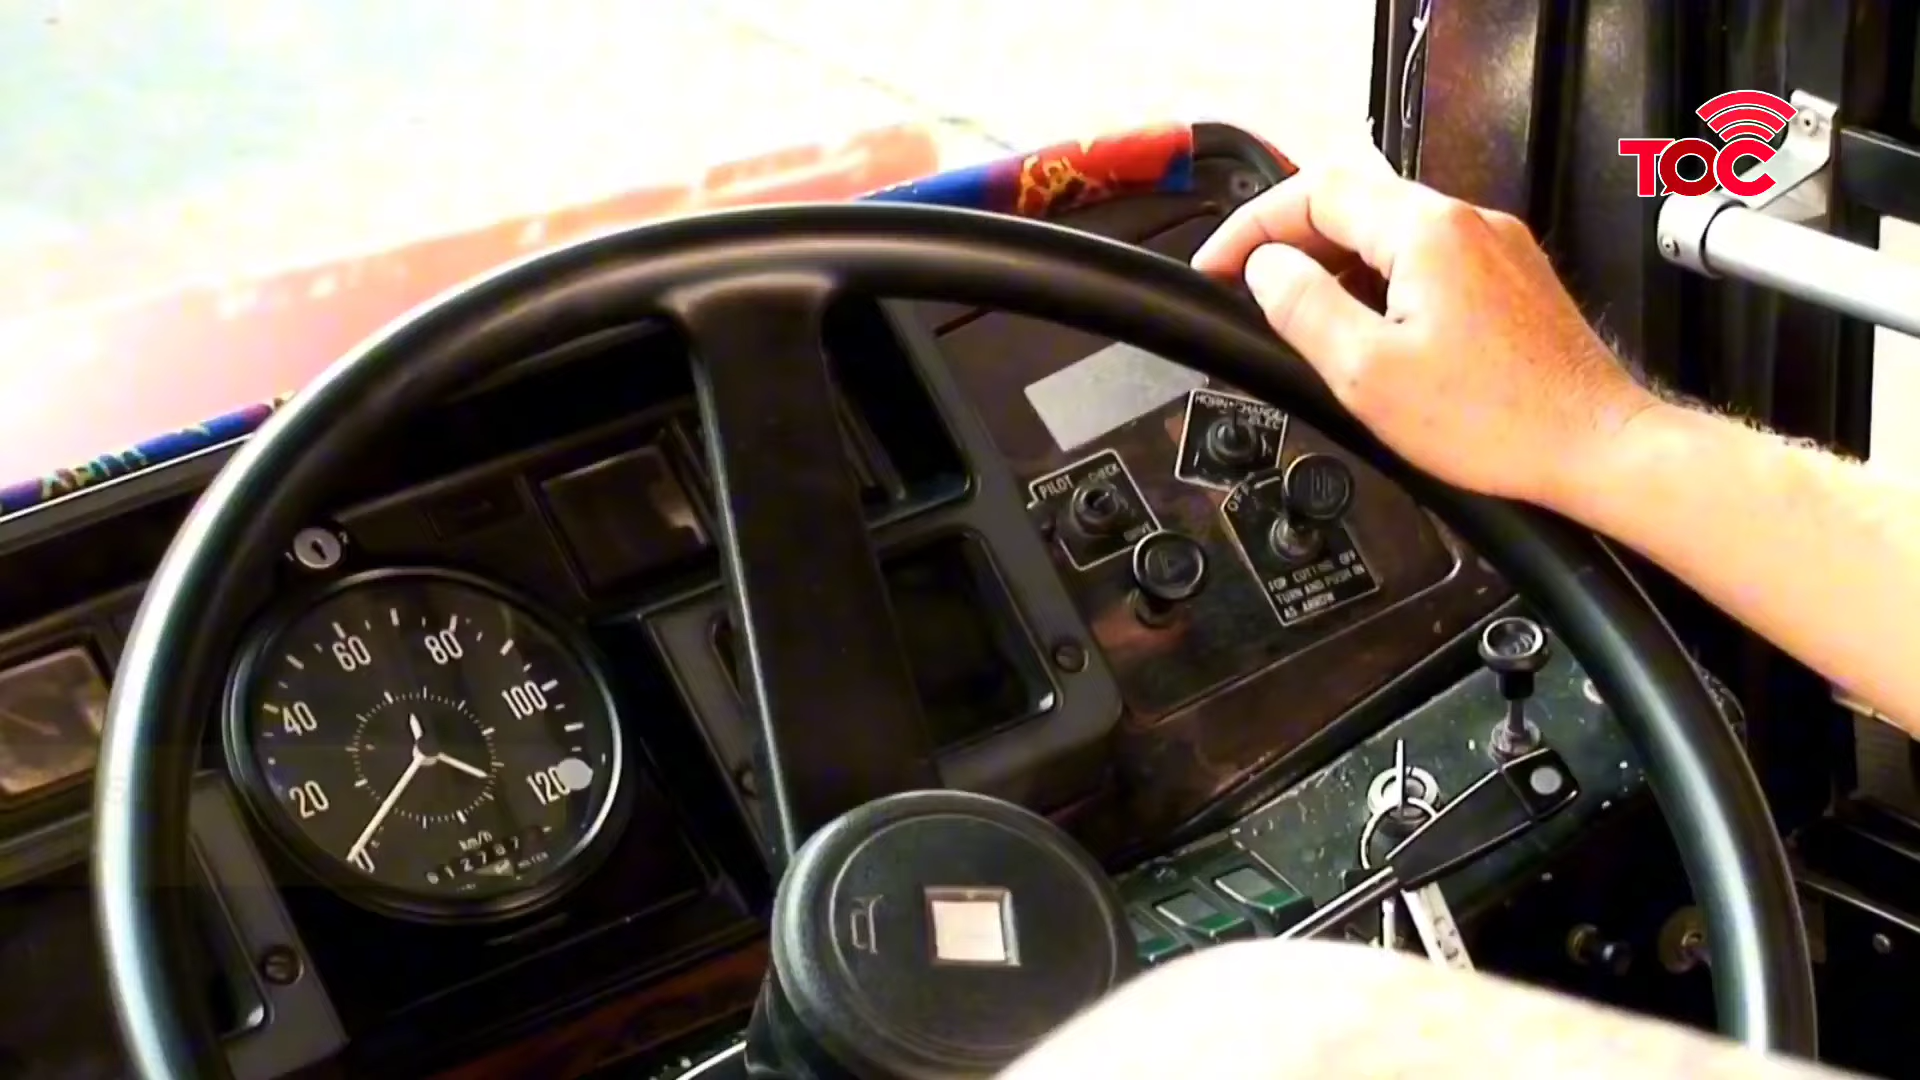 TOC
HORN-CHANGE
ELEC
PILOT CHECK
OFF
FOR CUTTING OFF
TURN AND PUSH IN
AS ARROW
60
80
40
100
20
120
0
km/h